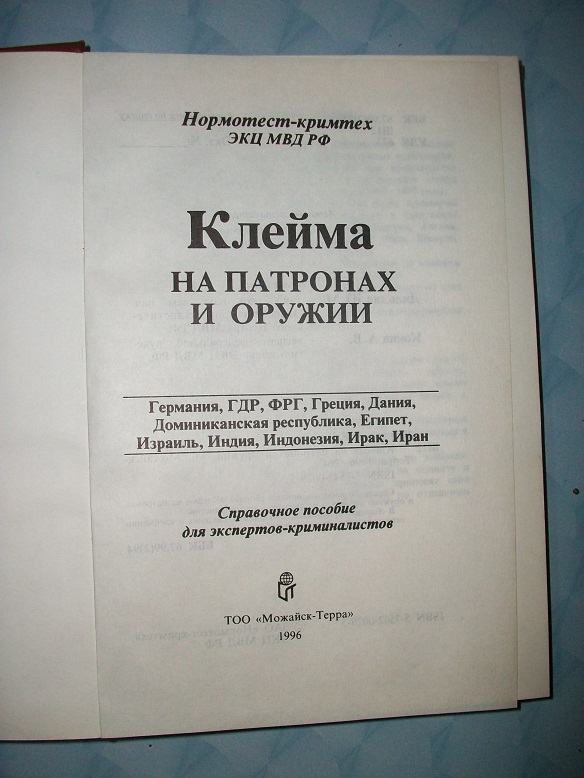 Нормотест-кримтех
ЭКЦ МВД РФ
Клейма
НА ПАТРОНАХ
И ОРУЖИИ
Германия, ГДР, ФРГ, Греция, Дания,
Доминиканская республика, Египет,
Израиль, Индия, Индонезия, Ирак, Иран
Справочное пособие
для экспертов-криминалистов
ТОО «Можайск-Терра»
1996